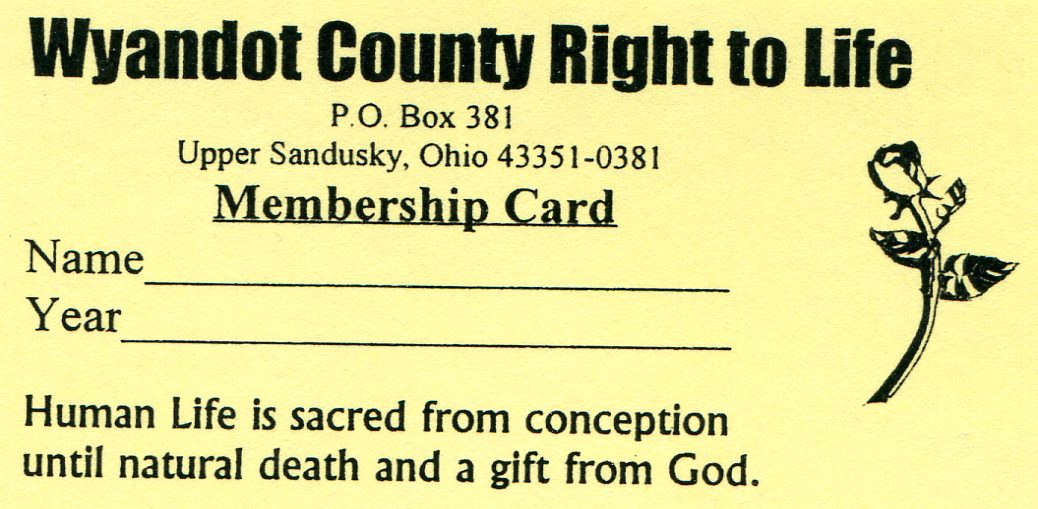 Wyandot County Right to Life
P.O. Box 381
Upper Sandusky, Ohio 43351-0381
Membership Card
Name
Year
Human Life is sacred from conception
until natural death and a gift from God.